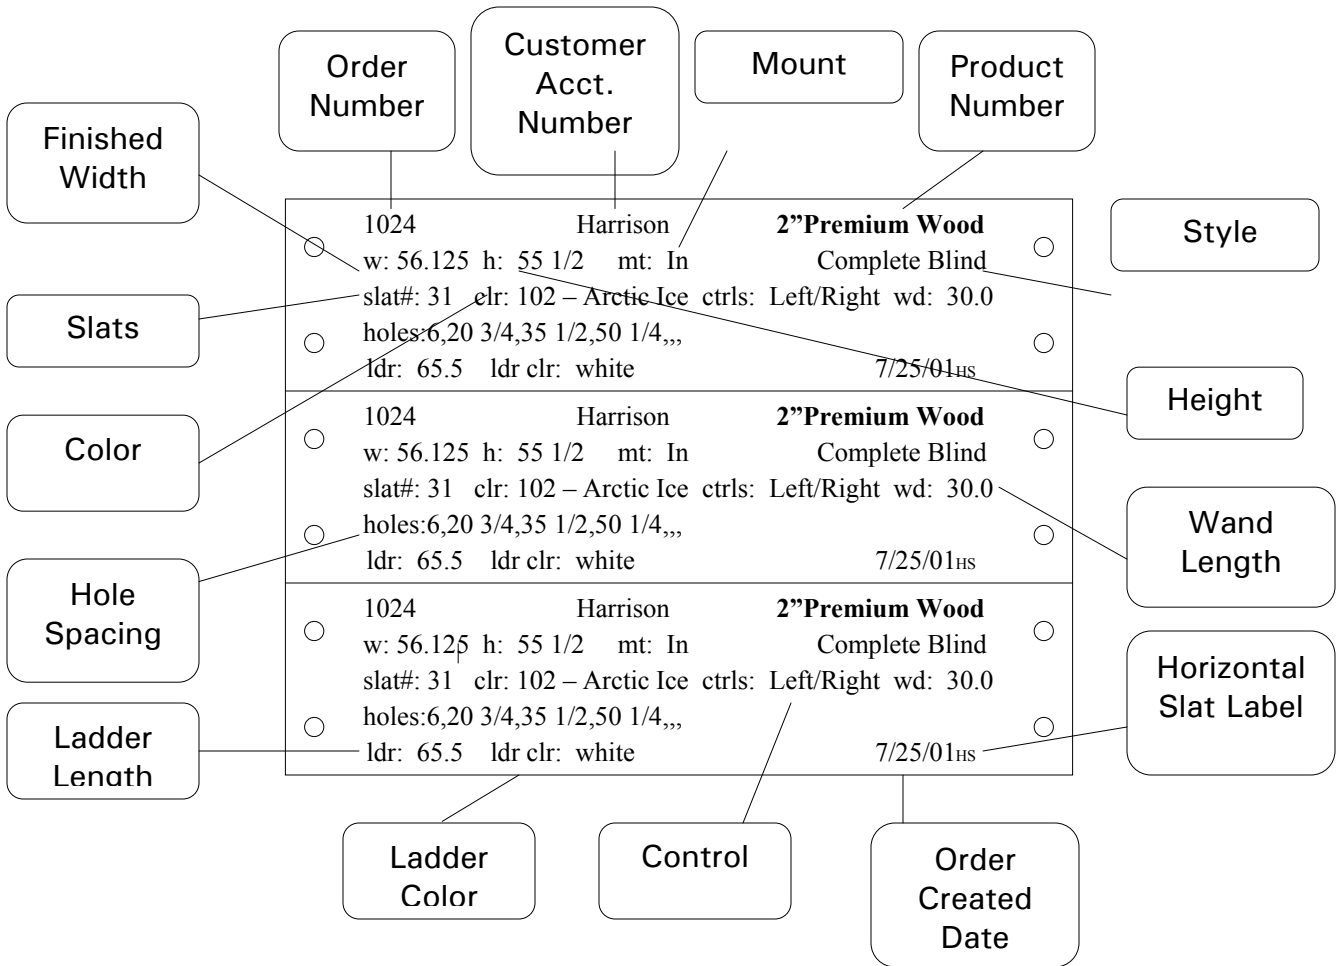 Order
Number
Customer
Acct.
Number
Mount
Product
Number
Finished
Width
Slats
Color
Hole
Spacing
Ladder
Length
1024 Harrison 2”Premium Wood
w: 56.125 h: 55 1/2 mt: In Complete Blind
slat#: 31 clr: 102 – Arctic Ice ctrls: Left/Right wd: 30.0
holes:6,20 3/4,35 1/2,50 1/4,,,
ldr: 65.5 ldr clr: white 7/25/01HS
1024 Harrison 2”Premium Wood
w: 56.125 h: 55 1/2 mt: In Complete Blind
slat#: 31 clr: 102 – Arctic Ice ctrls: Left/Right wd: 30.0
holes:6,20 3/4,35 1/2,50 1/4,,,
ldr: 65.5 ldr clr: white 7/25/01HS
1024 Harrison 2”Premium Wood
w: 56.125 h: 55 1/2 mt: In Complete Blind
slat#: 31 clr: 102 – Arctic Ice ctrls: Left/Right wd: 30.0
holes:6,20 3/4,35 1/2,50 1/4,,,
ldr: 65.5 ldr clr: white 7/25/01HS
Style
Height
Wand
Length
Horizontal
Slat Label
Ladder
Color
Control
Order
Created
Date